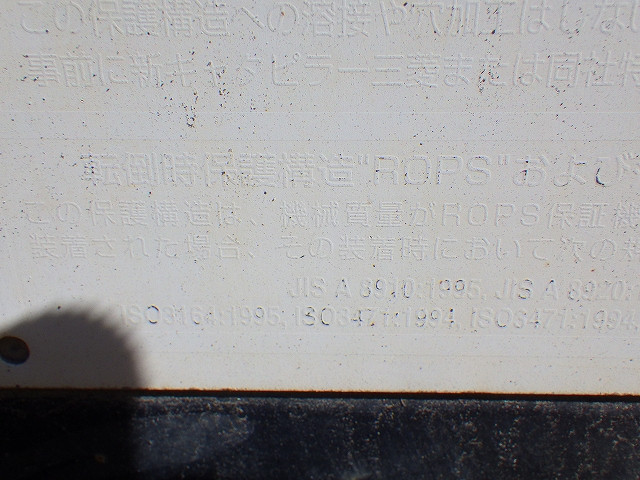 この保護構造への溶接や穴加工はしない
事前に新キャタピラー三菱または同社特
転倒時保護構造"ROPS"および
この保護構造は、機械質量がROPS保証機
装着された場合、その装着時において次の
JIS A 8910:1995, JIS A 8920:
ISO3164:1995, ISO3471:1994, ISO6471:1994